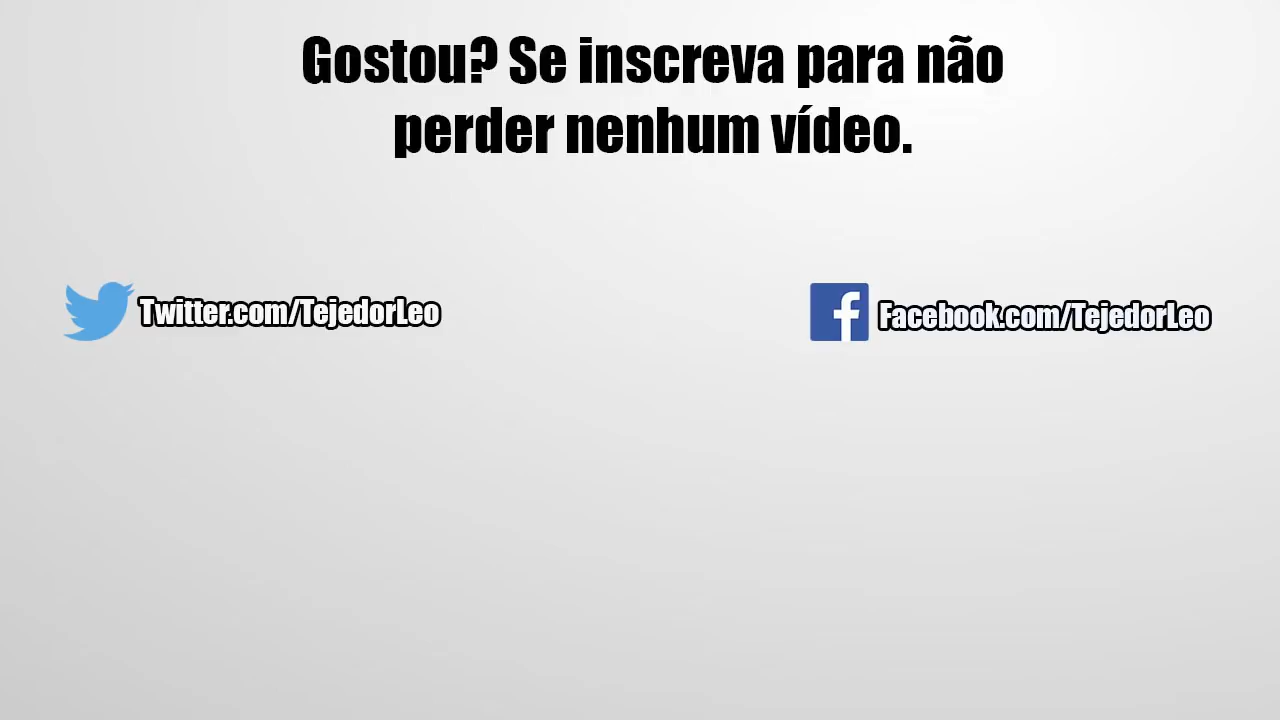 Gostou? Se inscreva para não
perder nenhum vídeo.
Twitter.com/TejedorLeo
Facebook.com/TejedorLeo